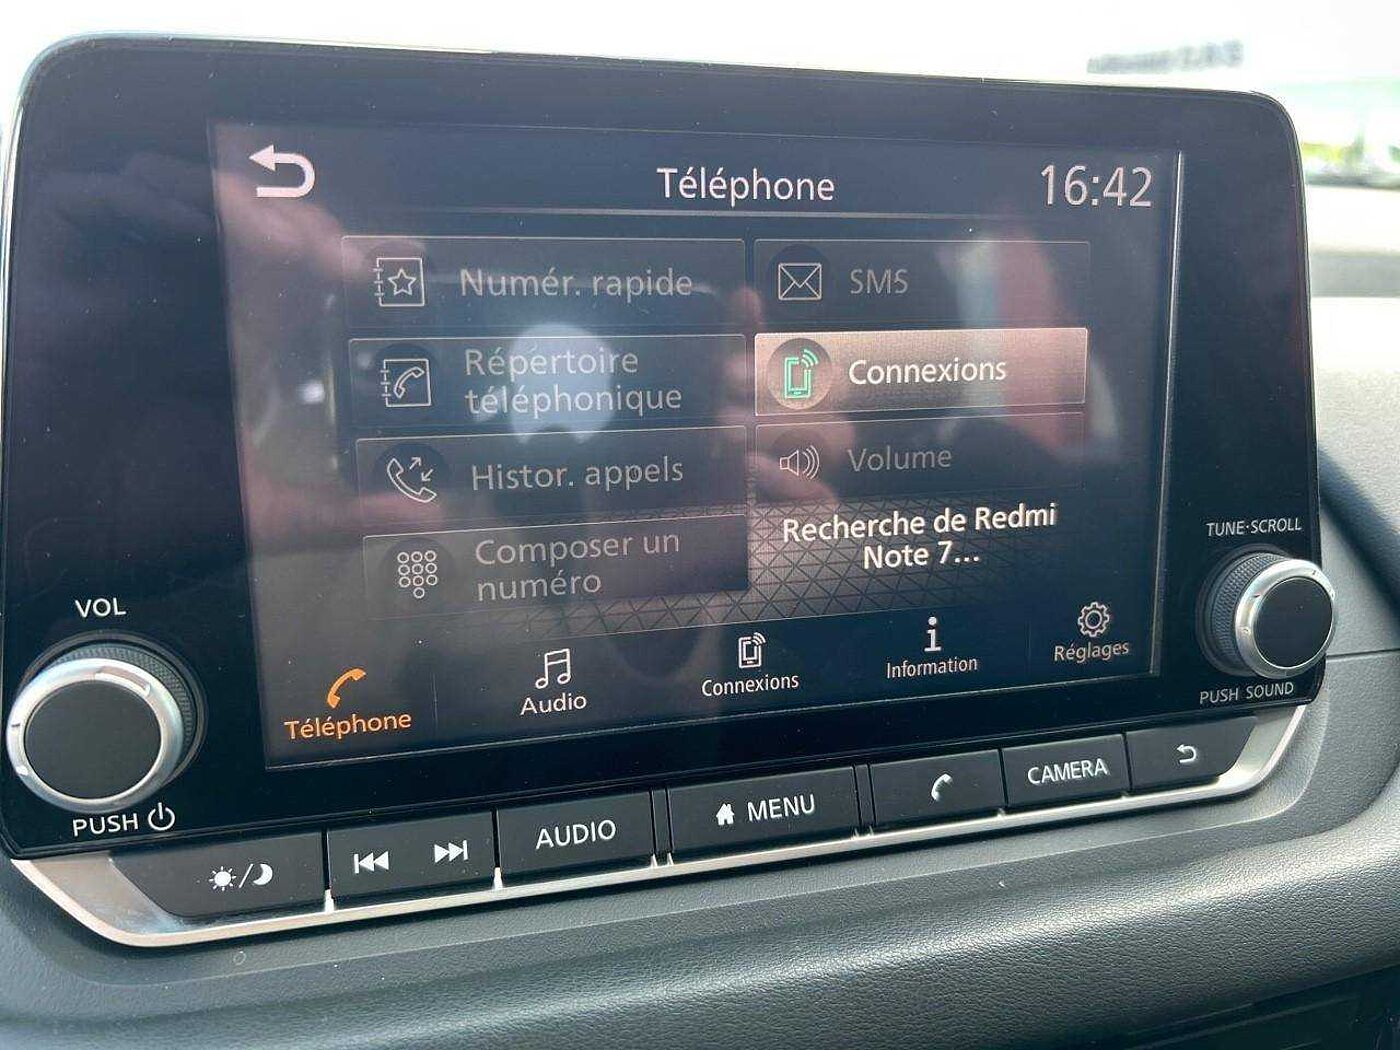 Téléphone
16:42
Numér. rapide
SMS
Répertoire
téléphonique
Connexions
Histor. appels
Volume
Composer un
numéro
Recherche de Redmi
Note 7...
Téléphone
Audio
Connexions
Information
Réglages
VOL
PUSH
TUNE·SCROLL
PUSH SOUND
AUDIO
MENU
CAMERA